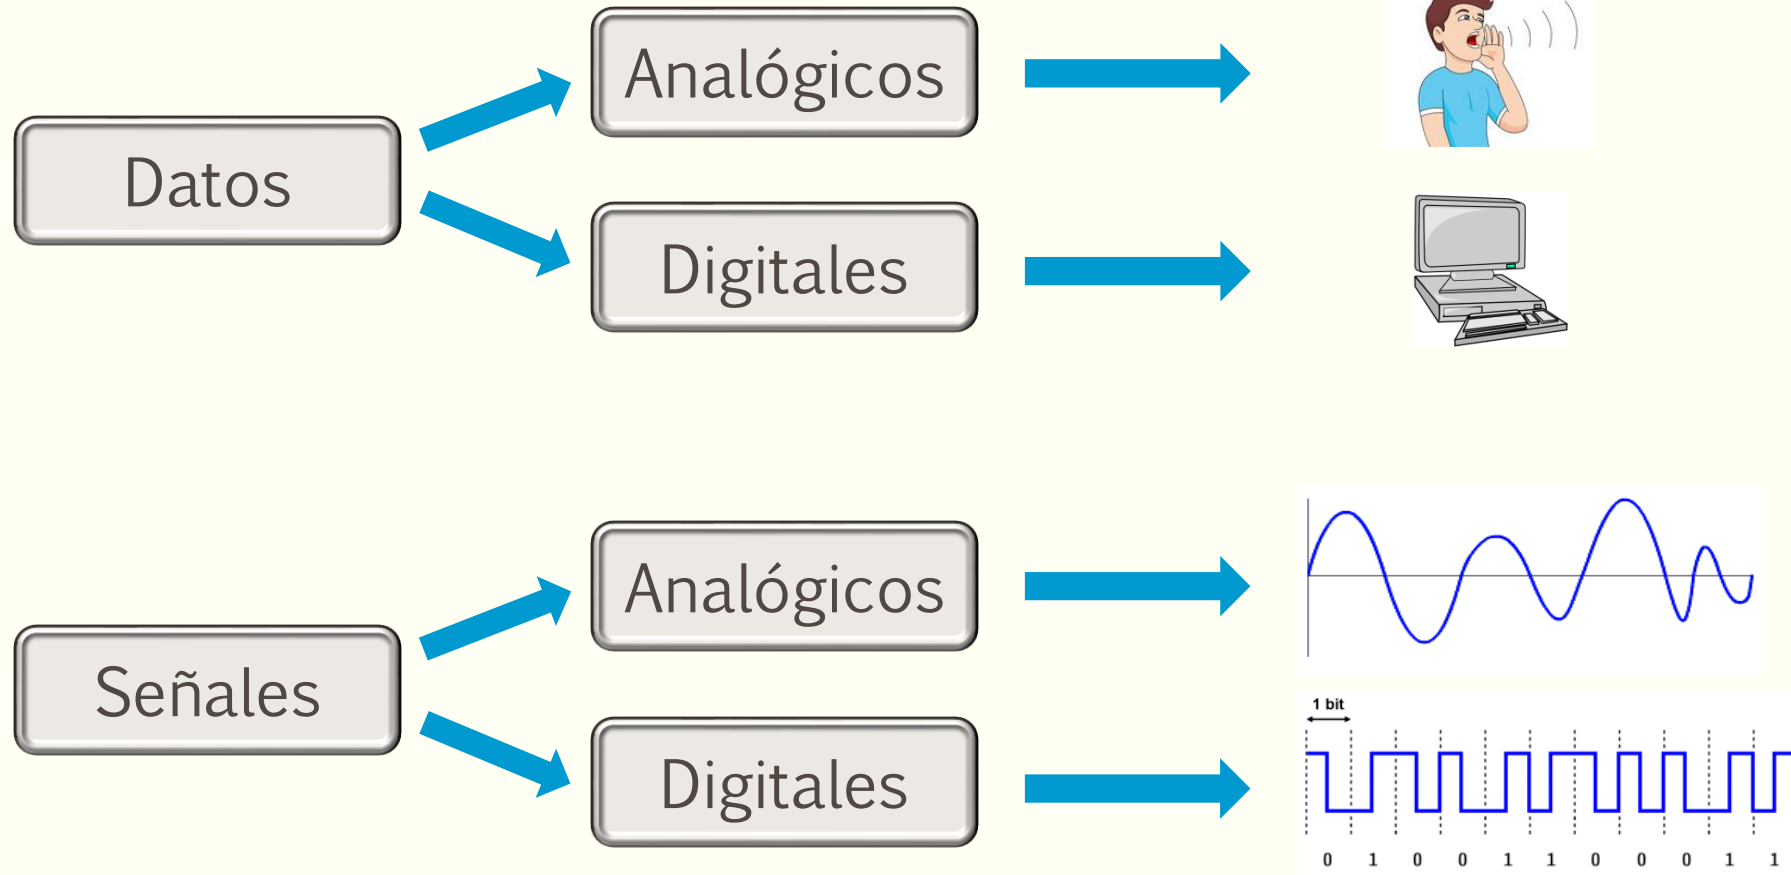 Analógicos
Datos
Digitales
Analógicos
Señales
Digitales
1 bit
0 1 0 0 1 1 0 0 0 1 1